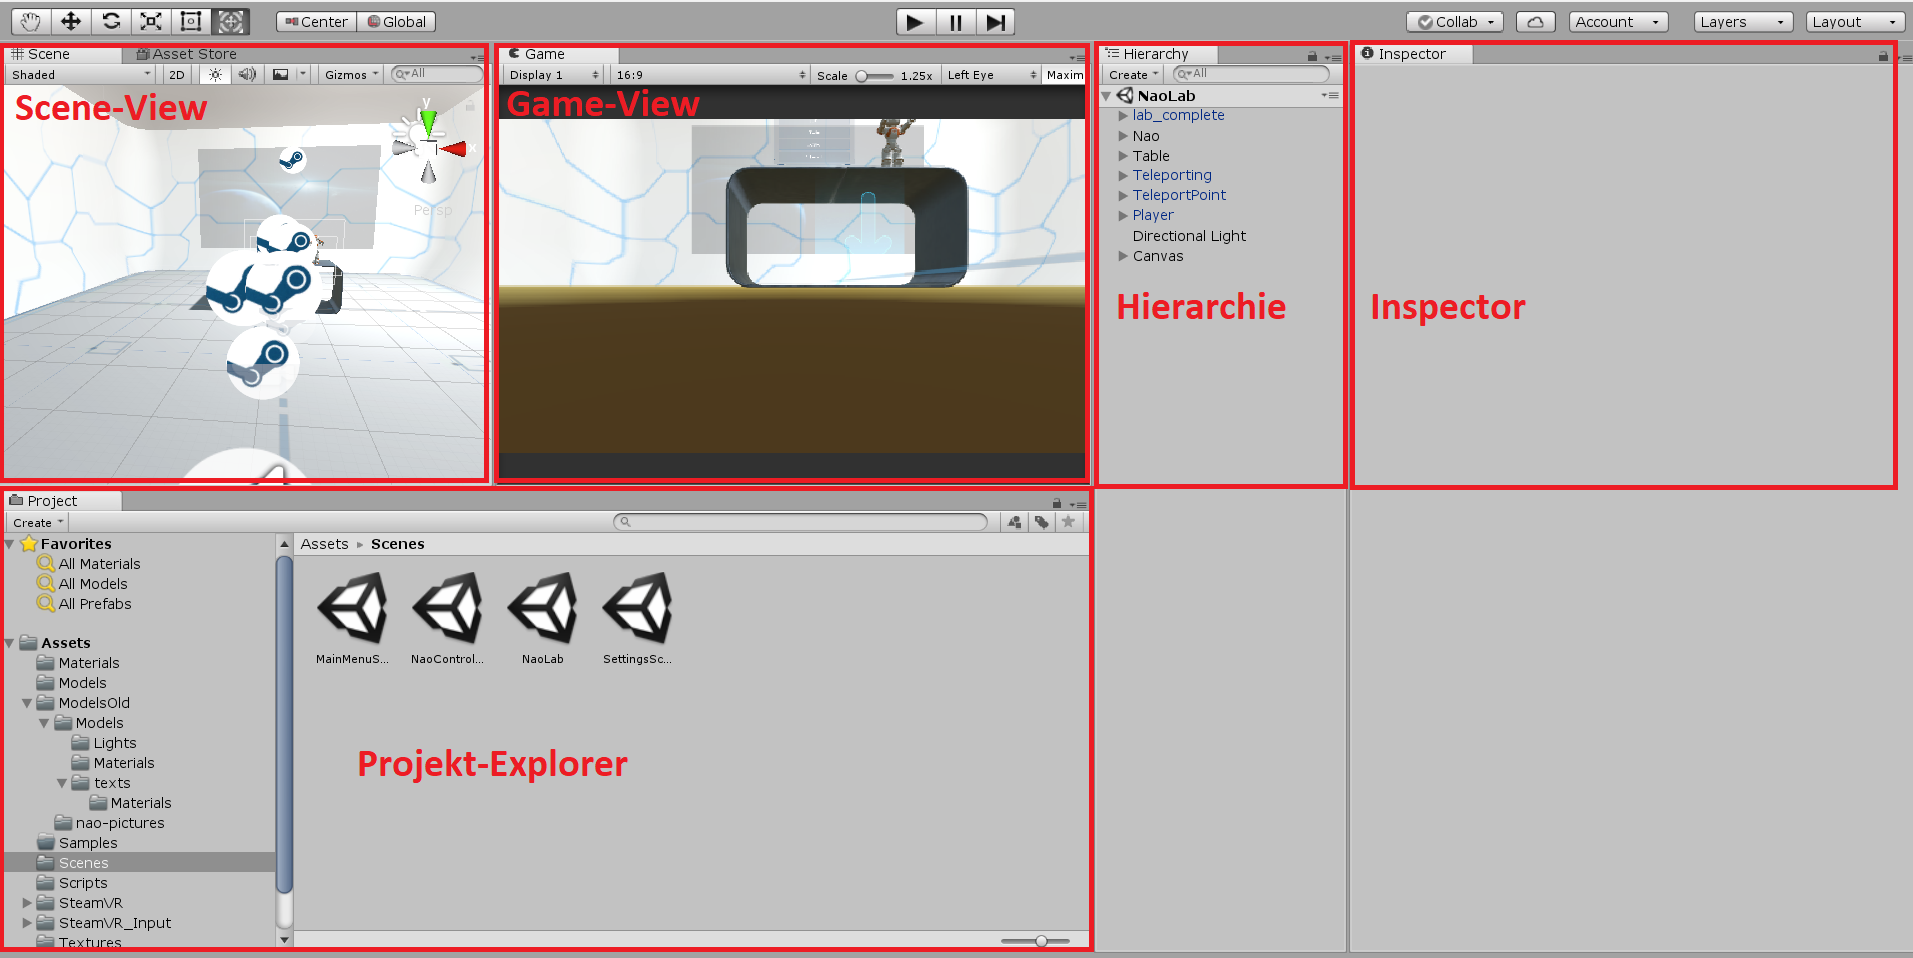 Center Global Collab Account Layers Layout
Scene Asset Store
Shaded 2D Gizmos All
Scene-View
y
x
Persp
Game
Display 1 16:9 Scale 1.25x Left Eye Maxim
Game-View
Hierarchy
Create All
NaoLab
lab_complete
Nao
Table
Teleporting
TeleportPoint
Player
Directional Light
Canvas
Hierarchie
Inspector
Inspector
Project
Create
Favorites
All Materials
All Models
All Prefabs
Assets
Materials
Models
ModelsOld
Models
Lights
Materials
texts
Materials
nao-pictures
Samples
Scenes
Scripts
SteamVR
SteamVR_Input
Textures
Assets Scenes
MainMenuS... NaoControl... NaoLab SettingsSc...
Projekt-Explorer